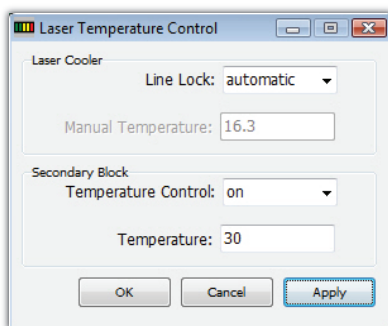 Laser Temperature Control
Laser Cooler
Line Lock: automatic
Manual Temperature: 16.3
Secondary Block
Temperature Control: on
Temperature: 30
OK Cancel Apply